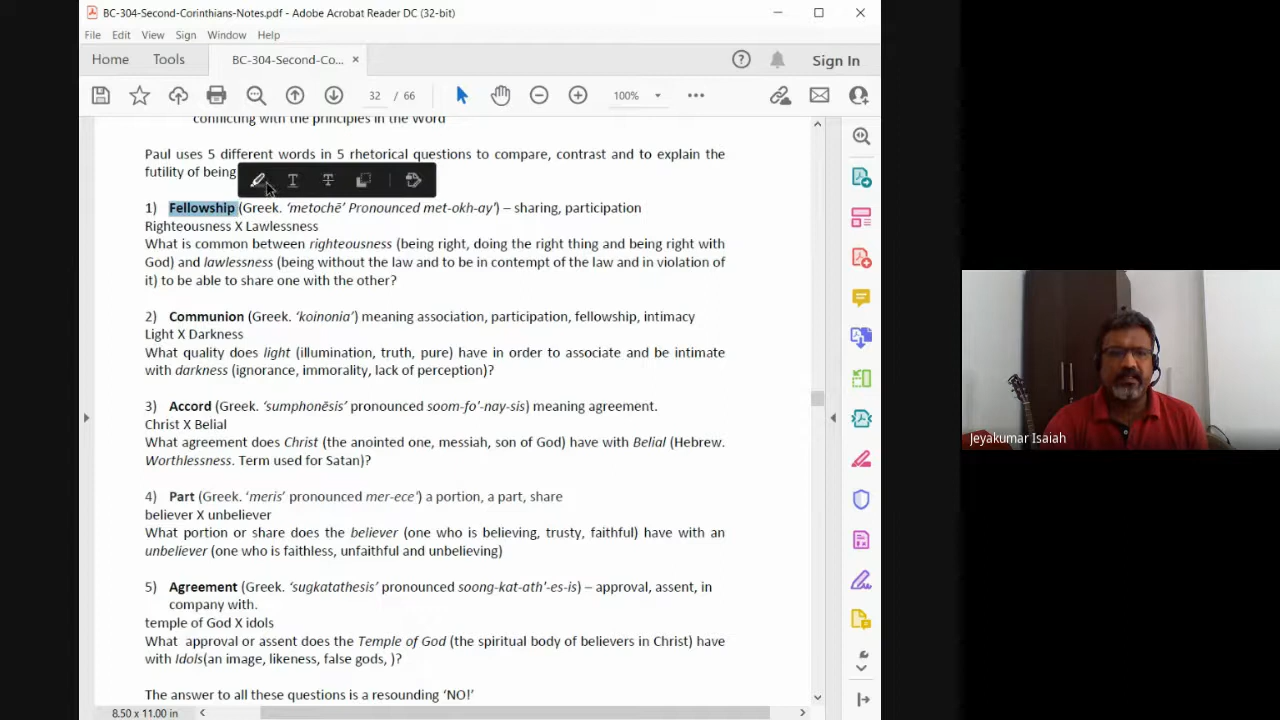 BC-304-Second-Corinthians-Notes.pdf - Adobe Acrobat Reader DC (32-bit)
File Edit View Sign Window Help
Home Tools BC-304-Second-Co... × Sign In
32 / 66 100%
conflicting with the principles in the Word
Paul uses 5 different words in 5 rhetorical questions to compare, contrast and to explain the
futility of being
1) Fellowship (Greek. ‘metochē’ Pronounced met-okh-ay’) – sharing, participation
Righteousness X Lawlessness
What is common between righteousness (being right, doing the right thing and being right with
God) and lawlessness (being without the law and to be in contempt of the law and in violation of
it) to be able to share one with the other?
2) Communion (Greek. ‘koinonia’) meaning association, participation, fellowship, intimacy
Light X Darkness
What quality does light (illumination, truth, pure) have in order to associate and be intimate
with darkness (ignorance, immorality, lack of perception)?
3) Accord (Greek. ‘sumphonēsis’ pronounced soom-fo’-nay-sis) meaning agreement.
Christ X Belial
What agreement does Christ (the anointed one, messiah, son of God) have with Belial (Hebrew.
Worthlessness. Term used for Satan)?
4) Part (Greek. ‘meris’ pronounced mer-ece’) a portion, a part, share
believer X unbeliever
What portion or share does the believer (one who is believing, trusty, faithful) have with an
unbeliever (one who is faithless, unfaithful and unbelieving)
5) Agreement (Greek. ‘sugkatathesis’ pronounced soong-kat-ath’-es-is) – approval, assent, in
company with.
temple of God X idols
What approval or assent does the Temple of God (the spiritual body of believers in Christ) have
with Idols(an image, likeness, false gods, )?
The answer to all these questions is a resounding ‘NO!’
8.50 x 11.00 in
Jeyakumar Isaiah